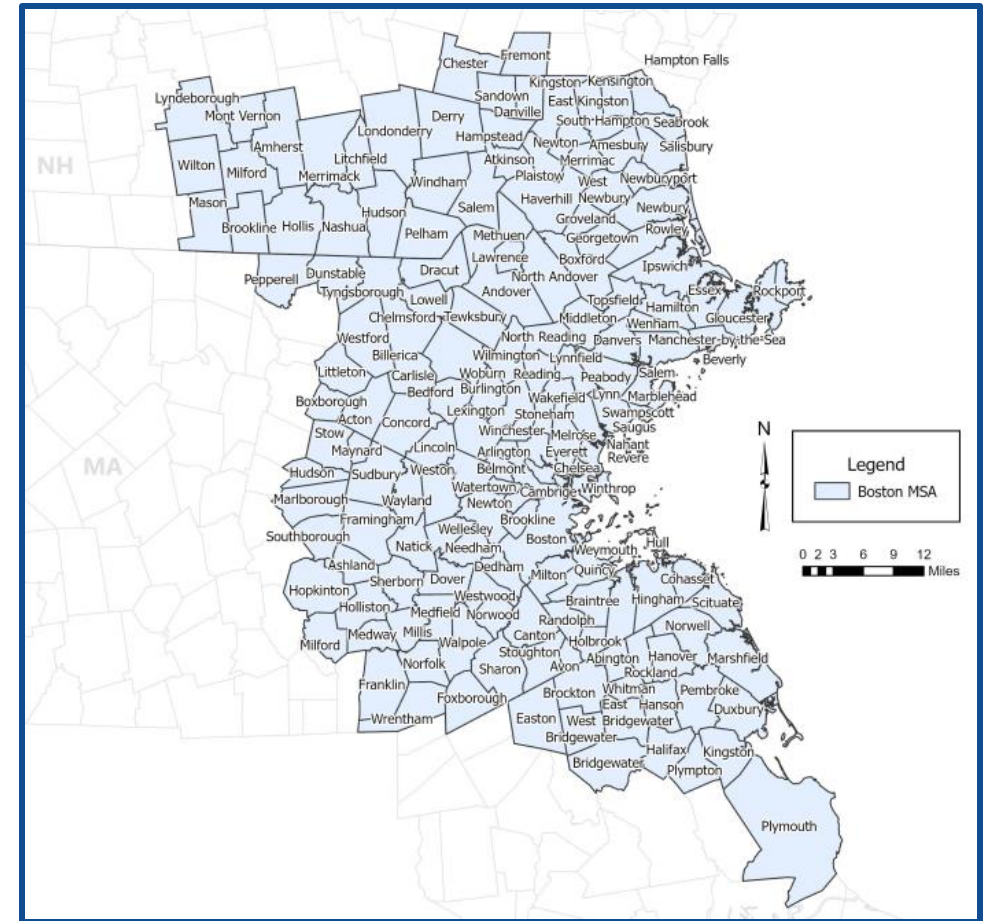 Hampton Falls
Fremont
Chester
Kingston Kensington
Sandown East Kingston
Danville
Lyndeborough
Mont Vernon
Derry
South Hampton Seabrook
Londonderry
Hampstead
Newton Amesbury Salisbury
Amherst
Litchfield
Atkinson Merrimac
NH
Wilton Milford Merrimack
Windham
Plaistow West Newburyport
Mason
Salem
Haverhill Newbury Newbury
Hudson
Groveland
Brookline Hollis Nashua
Pelham Methuen
Georgetown Rowley
Lawrence Boxford
Ipswich
Pepperell Dunstable
Dracut
North Andover
Tyngsborough
Lowell
Andover
Topsfield
Essex Rockport
Hamilton
Chelmsford Tewksbury
Middleton Wenham
Gloucester
Westford
North Reading Danvers Manchester-by-the-Sea
Billerica
Wilmington Lynnfield
Beverly
Littleton
Carlisle
Woburn Reading
Peabody
Salem
Bedford
Burlington
Wakefield
Lynn Marblehead
Boxborough
Acton
Concord
Lexington
Stoneham
Swampscott
Stow
Winchester
Melrose
Saugus
Maynard
Lincoln
Arlington
Everett
Nahant
Revere
MA
Hudson Sudbury
Weston
Belmont
Chelsea
Marlborough
Wayland
Watertown
Cambrige Winthrop
Newton
Framingham
Brookline
Southborough
Wellesley
Boston
Natick
Needham
Weymouth
Hull
Ashland
Dedham
Quincy
Hopkinton
Sherborn Dover
Milton
Cohasset
Westwood
Braintree
Hingham Scituate
Holliston
Medfield
Norwood
Randolph
Norwell
Medway Millis
Canton
Holbrook
Milford
Walpole
Stoughton
Abington Hanover Marshfield
Norfolk
Sharon
Avon
Rockland
Franklin
Foxborough
Brockton Whitman
Pembroke
East Hanson
Duxbury
Wrentham
Easton West Bridgewater
Bridgewater
Halifax Kingston
Bridgewater
Plympton
Plymouth
N
Legend
Boston MSA
0 2 3 6 9 12
Miles